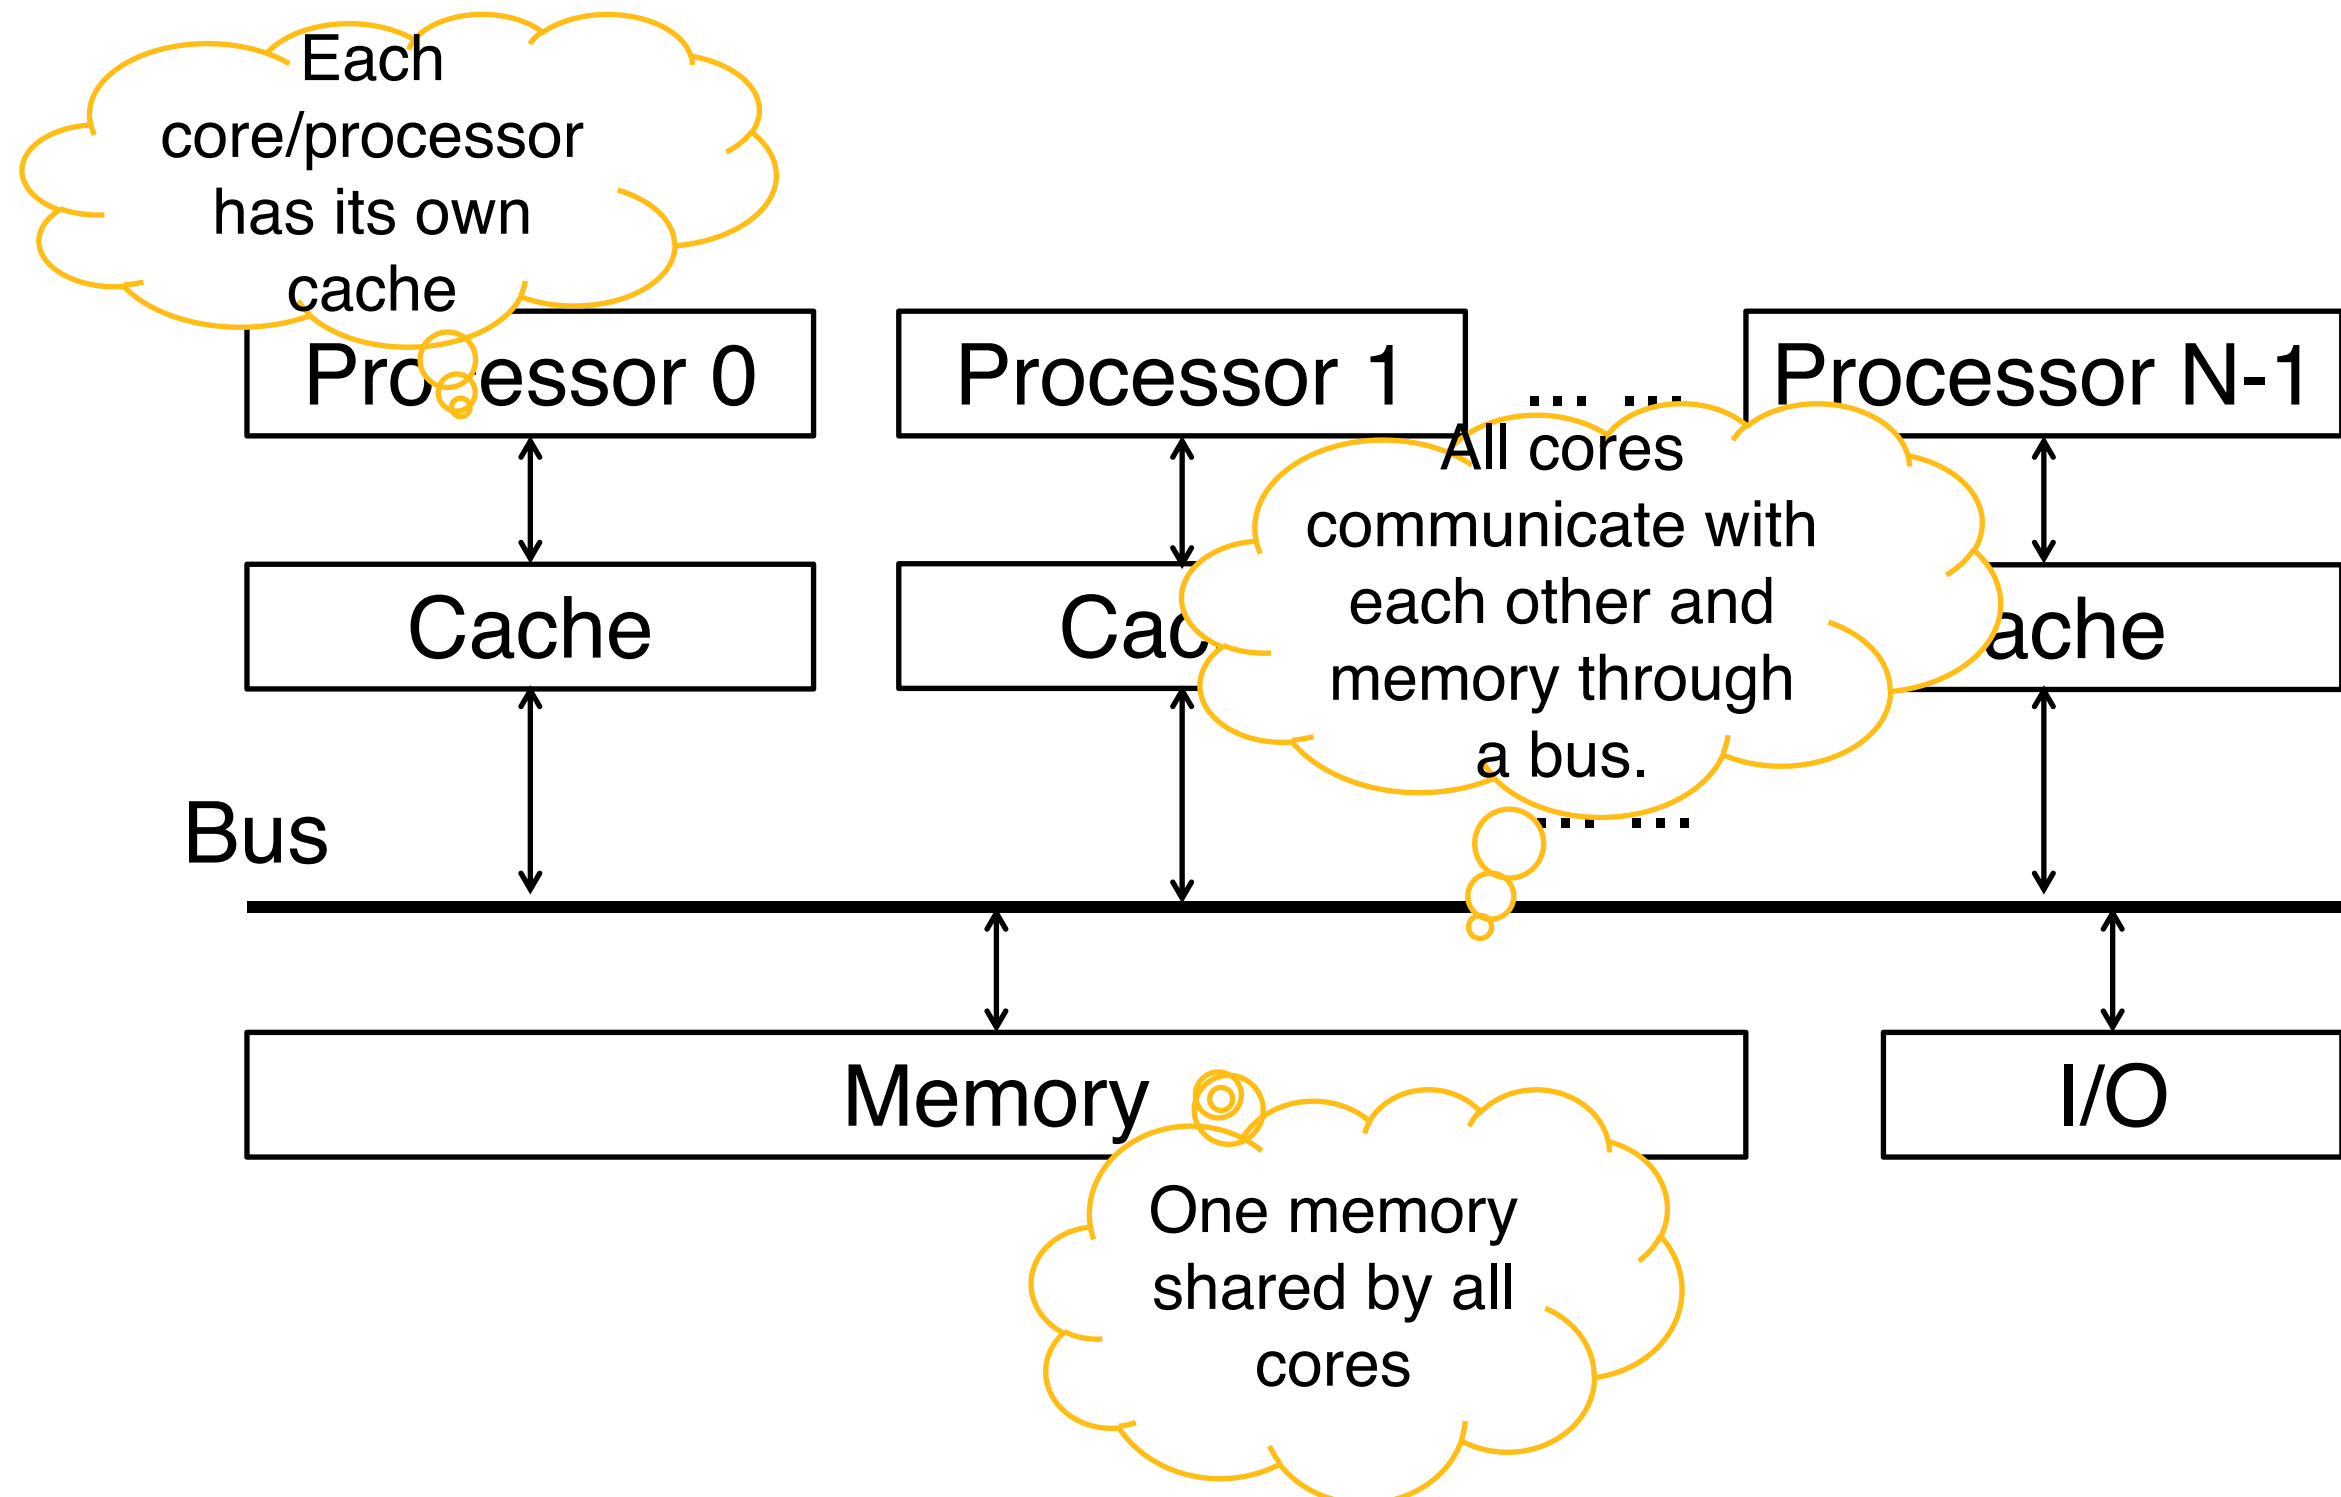 Each
core/processor
has its own
cache
Processor 0
Processor 1
... ...
Processor N-1
All cores
communicate with
each other and
memory through
a bus.
Cache
Bus
... ...
Memory
I/O
One memory
shared by all
cores